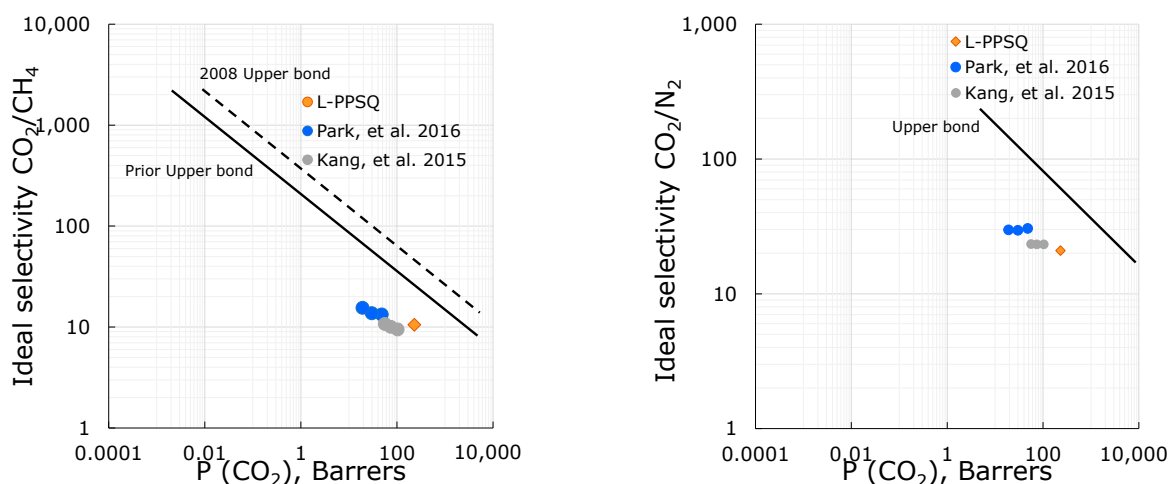 Ideal selectivity CO₂/CH₄
10,000
1,000
100
10
1
2008 Upper bond
L-PPSQ
Park, et al. 2016
Kang, et al. 2015
Prior Upper bond
0.0001
0.01
1
100
10,000
P (CO₂), Barrers
Ideal selectivity CO₂/N₂
1,000
100
10
1
L-PPSQ
Park, et al. 2016
Kang, et al. 2015
Upper bond
0.0001
0.01
1
100
10,000
P (CO₂), Barrers